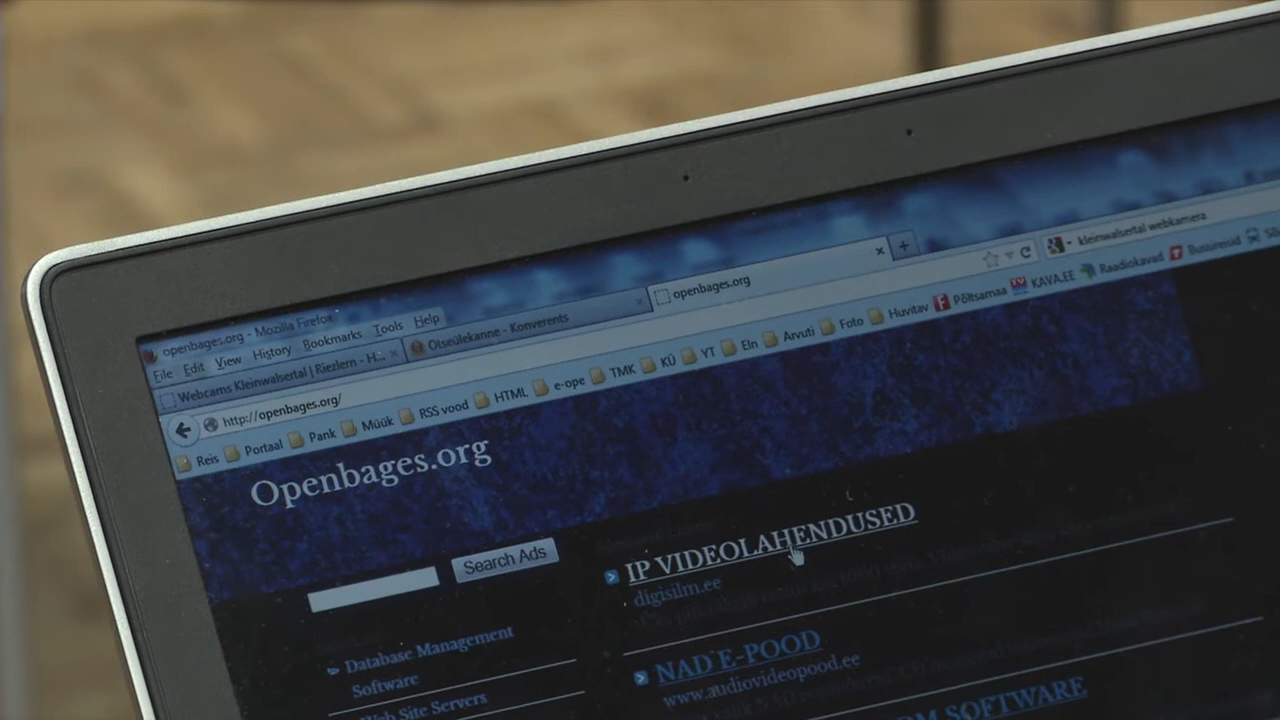 openbages.org - Mozilla Firefox
File Edit View History Bookmarks Tools Help
Webcams Kleinwalsertal | Riezlern - H...
Otseülekanne - Konverents
openbages.org
http://openbages.org/
kleinwalsertal webkamera
Reis Portaal Pank Müük RSS vood HTML e-ope TMK KÜ YT Eln Arvuti Foto Huvitav Põltsamaa KAVA.EE Raadiokavad Bussireisid
Openbages.org
Search Ads
IP VIDEOLAHENDUSED
digisilm.ee
Database Management
Software
Web Site Servers
NAD E-POOD
www.audiovideopood.ee
SOFTWARE